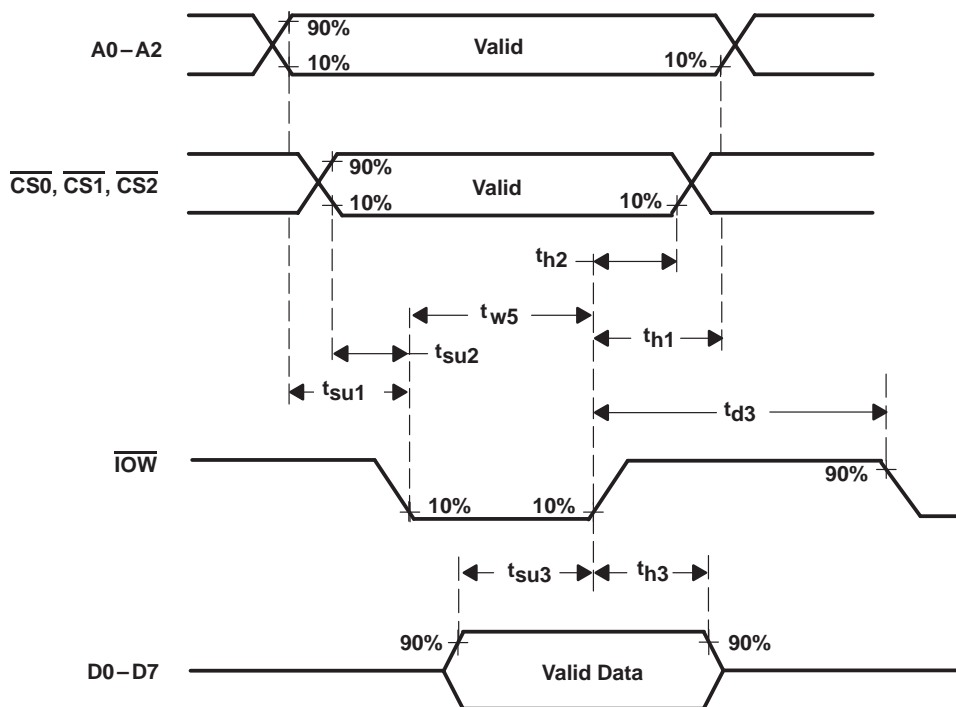 A0–A2
90%
Valid
10%
10%
CS0, CS1, CS2
90%
Valid
10%
10%
th2
tw5
th1
tsu2
tsu1
td3
IOW
90%
10%
10%
tsu3
th3
90%
90%
D0–D7
Valid Data